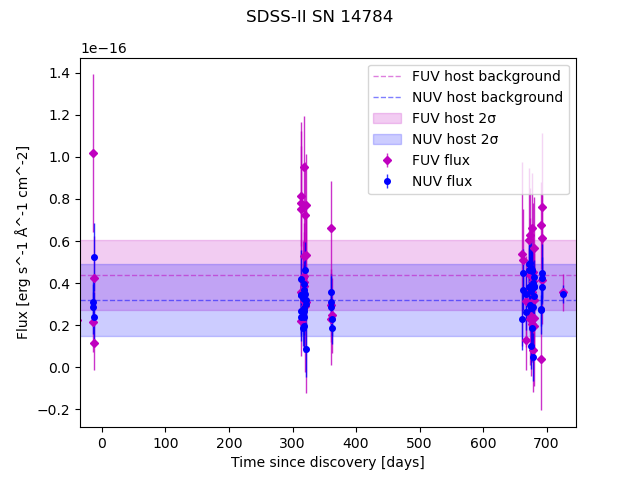 SDSS-II SN 14784
1e−16
FUV host background
NUV host background
FUV host 2σ
NUV host 2σ
FUV flux
NUV flux
1.4
1.2
1.0
0.8
0.6
0.4
0.2
0.0
−0.2
Flux [erg s^-1 Å^-1 cm^-2]
0 100 200 300 400 500 600 700
Time since discovery [days]